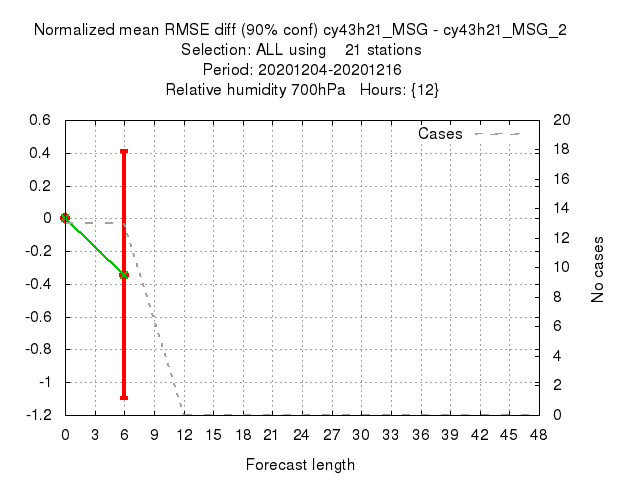 Normalized mean RMSE diff (90% conf) cy43h21_MSG - cy43h21_MSG_2
Selection: ALL using 21 stations
Period: 20201204-20201216
Relative humidity 700hPa Hours: {12}
Cases
0.6
0.4
0.2
0
-0.2
-0.4
-0.6
-0.8
-1
-1.2
20
18
16
14
12
10
8
6
4
2
0
No cases
0 3 6 9 12 15 18 21 24 27 30 33 36 39 42 45 48
Forecast length